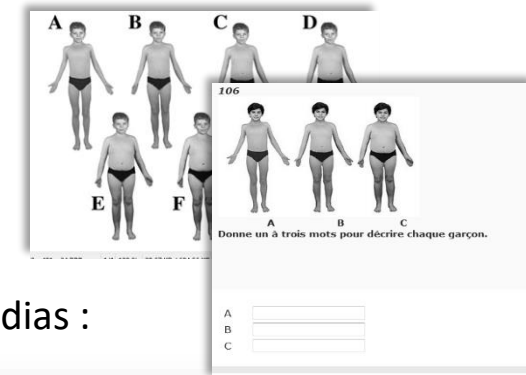 A B C D
E F
106
A B C
Donne un à trois mots pour décrire chaque garçon.
A
B
C
dias :